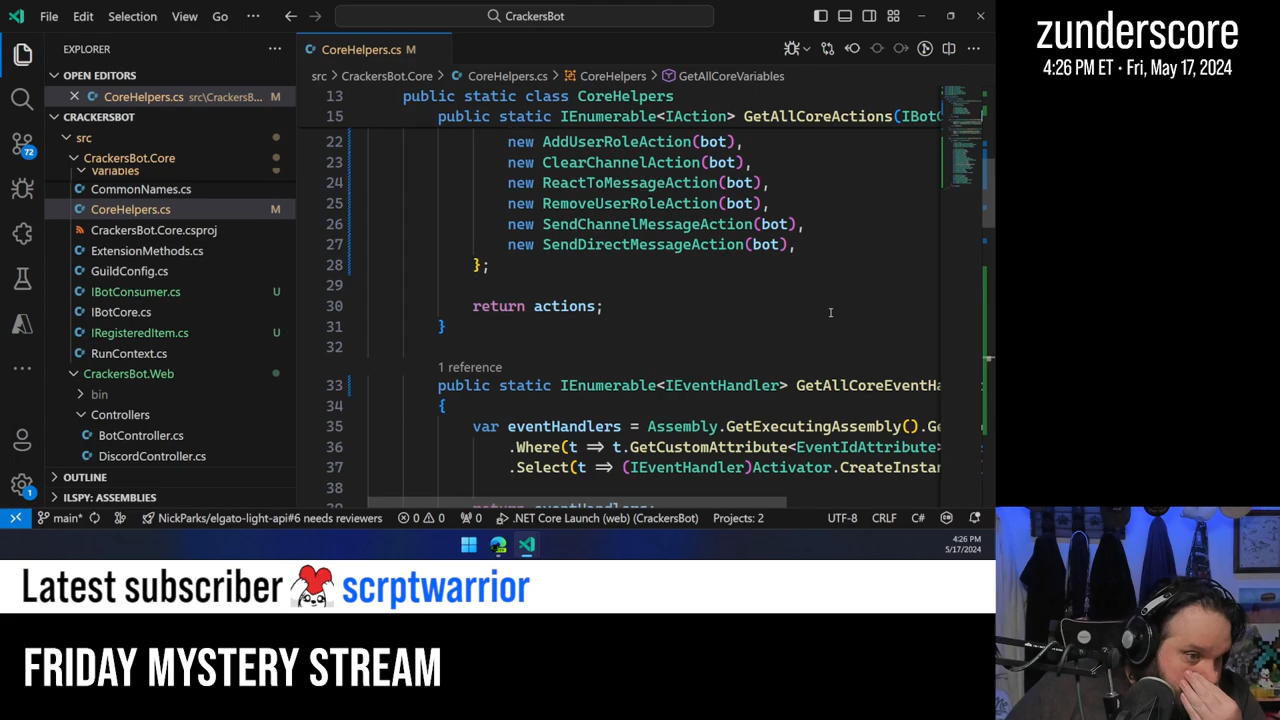 File Edit Selection View Go ··· CrackersBot
EXPLORER
OPEN EDITORS
CoreHelpers.cs src\CrackersB... M
CRACKERSBOT
src
CrackersBot.Core
Variables
CommonNames.cs
CoreHelpers.cs M
CrackersBot.Core.csproj
ExtensionMethods.cs
GuildConfig.cs
IBotConsumer.cs U
IBotCore.cs
IRegisteredItem.cs U
RunContext.cs
CrackersBot.Web
bin
Controllers
BotController.cs
DiscordController.cs
OUTLINE
ILSPY: ASSEMBLIES
72
1
CoreHelpers.cs M
src > CrackersBot.Core > CoreHelpers.cs > CoreHelpers > GetAllCoreVariables
13 public static class CoreHelpers
15 public static IEnumerable<IAction> GetAllCoreActions(IBotC
22 new AddUserRoleAction(bot),
23 new ClearChannelAction(bot),
24 new ReactToMessageAction(bot),
25 new RemoveUserRoleAction(bot),
26 new SendChannelMessageAction(bot),
27 new SendDirectMessageAction(bot),
28 };
29
30 return actions;
31 }
32
1 reference
33 public static IEnumerable<IEventHandler> GetAllCoreEventHa
34 {
35 var eventHandlers = Assembly.GetExecutingAssembly().Ge
36 .Where(t => t.GetCustomAttribute<EventIdAttribute>
37 .Select(t => (IEventHandler)Activator.CreateInstan
38
return eventHandlers;
main* NickParks/elgato-light-api#6 needs reviewers 0 0 0 .NET Core Launch (web) (CrackersBot) Projects: 2 UTF-8 CRLF C#
4:26 PM
5/17/2024
zunderscore
4:26 PM ET · Fri, May 17, 2024
Latest subscriber scrptwarrior
FRIDAY MYSTERY STREAM